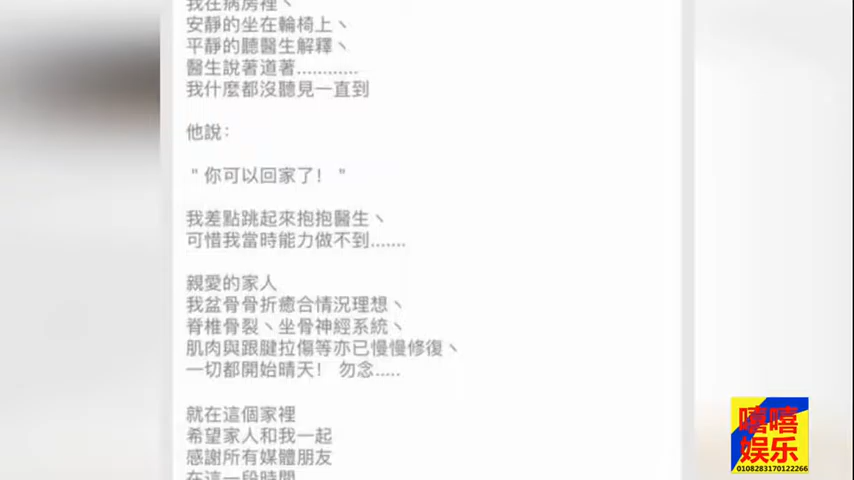 我在病房裡、
安靜的坐在輪椅上、
平靜的聽醫生解釋、
醫生說著道著............
我什麼都沒聽見一直到
他說：
"你可以回家了！"
我差點跳起來抱抱醫生、
可惜我當時能力做不到.......
親愛的家人
我盆骨骨折癒合情況理想、
脊椎骨裂、坐骨神經系統、
肌肉與跟腱拉傷等亦已慢慢修復、
一切都開始晴天！ 勿念.....
就在這個家裡
希望家人和我一起
感謝所有媒體朋友
在這一段時間
嘻嘻
娱乐
0108283170122266